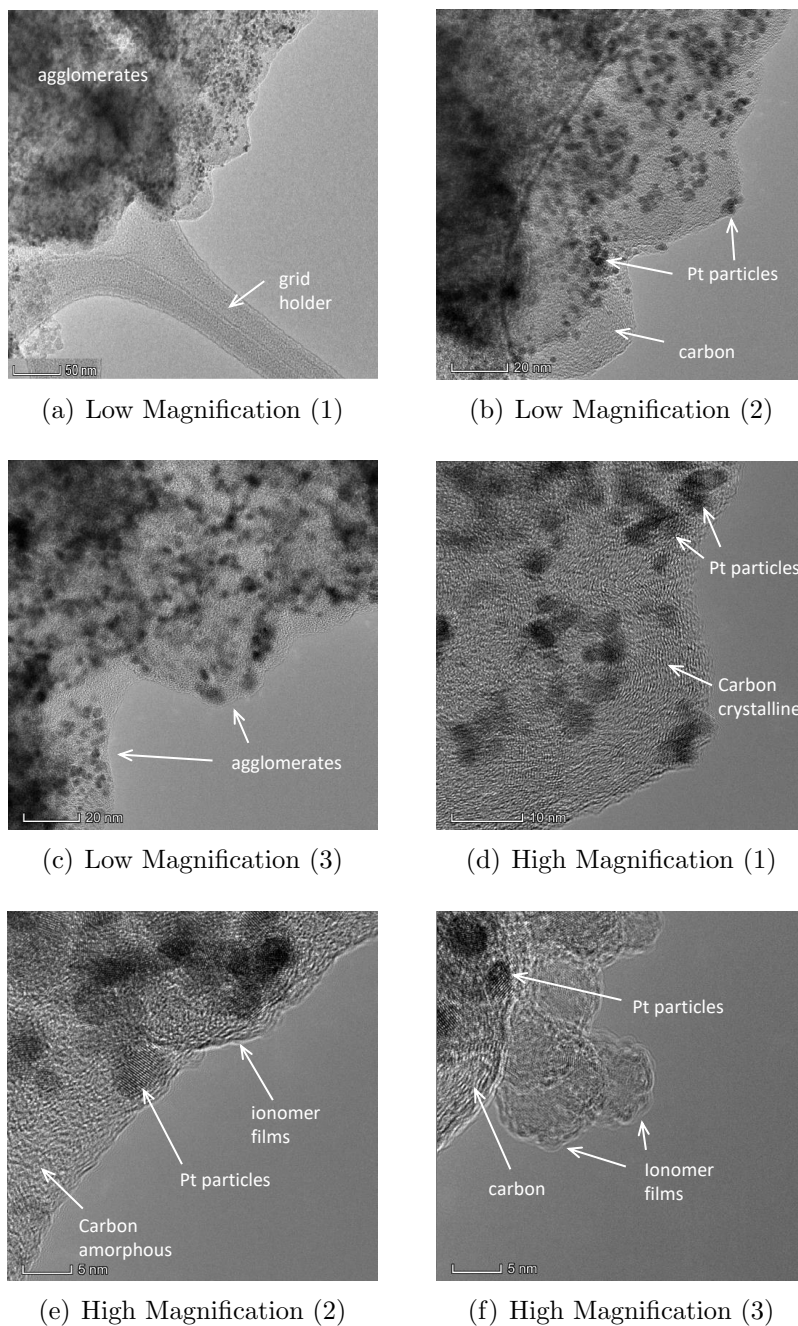 agglomerates
grid
holder
50 nm
(a) Low Magnification (1)
Pt particles
carbon
20 nm
(b) Low Magnification (2)
agglomerates
20 nm
(c) Low Magnification (3)
Pt particles
Carbon
crystalline
10 nm
(d) High Magnification (1)
ionomer
films
Pt particles
Carbon
amorphous
5 nm
(e) High Magnification (2)
Pt particles
carbon
Ionomer
films
5 nm
(f) High Magnification (3)